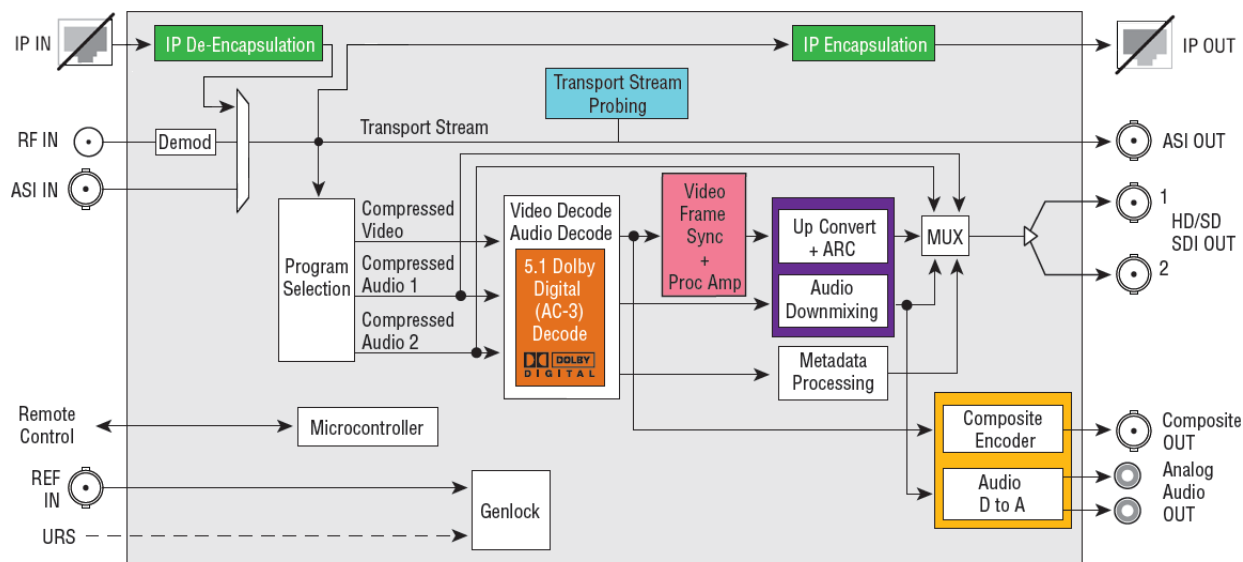 IP IN
IP De-Encapsulation
IP Encapsulation
IP OUT
Transport Stream
Probing
RF IN
Demod
Transport Stream
ASI OUT
ASI IN
Program
Selection
Compressed
Video
Compressed
Audio 1
Compressed
Audio 2
Video Decode
Audio Decode
5.1 Dolby
Digital
(AC-3)
Decode
DOLBY
DIGITAL
Video
Frame
Sync
+
Proc Amp
Up Convert
+ ARC
Audio
Downmixing
MUX
1
HD/SD
SDI OUT
2
Metadata
Processing
Remote
Control
Microcontroller
Composite
Encoder
Composite
OUT
REF
IN
Genlock
Audio
D to A
Analog
Audio
OUT
URS